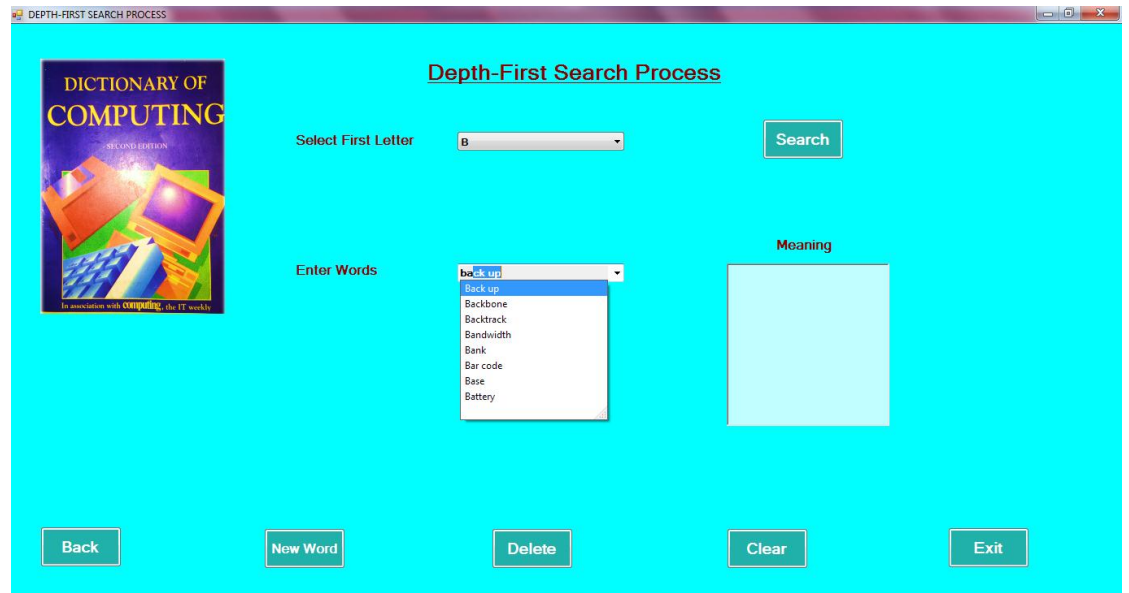 DEPTH-FIRST SEARCH PROCESS
DICTIONARY OF
COMPUTING
SECOND EDITION
In association with computing, the IT weekly
Depth-First Search Process
Select First Letter
B
Search
Enter Words
back up
Back up
Backbone
Backtrack
Bandwidth
Bank
Bar code
Base
Battery
Meaning
Back
New Word
Delete
Clear
Exit